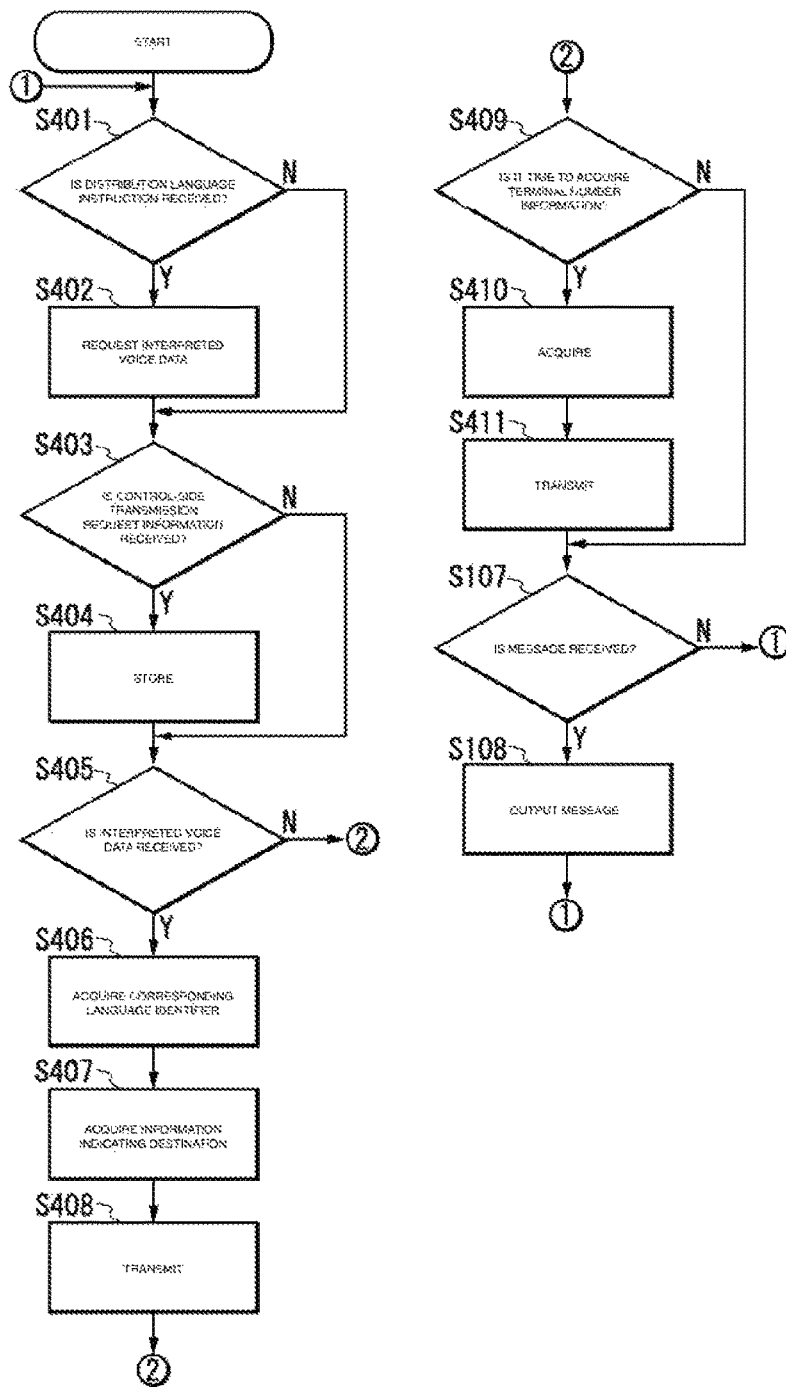 START
①
S401
IS DISTRIBUTION LANGUAGE
INSTRUCTION RECEIVED?
N
Y
S402
REQUEST INTERPRETED
VOICE DATA
S403
IS CONTROL-SIDE
TRANSMISSION
REQUEST INFORMATION
RECEIVED?
N
Y
S404
STORE
S405
IS INTERPRETED VOICE
DATA RECEIVED?
N
②
Y
S406
ACQUIRE CORRESPONDING
LANGUAGE IDENTIFIER
S407
ACQUIRE INFORMATION
INDICATING DESTINATION
S408
TRANSMIT
②
②
S409
IS IT TIME TO ACQUIRE
TERMINAL NUMBER
INFORMATION?
N
Y
S410
ACQUIRE
S411
TRANSMIT
S107
IS MESSAGE RECEIVED?
N
①
Y
S108
OUTPUT MESSAGE
①